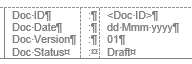 Doc·ID¶ :¶ <Doc·ID>¶
Doc·Date¶ :¶ dd·Mmm·yyyy¶
Doc·Version¶ :¶ 01¶
Doc·Status¤ :¤ Draft¤